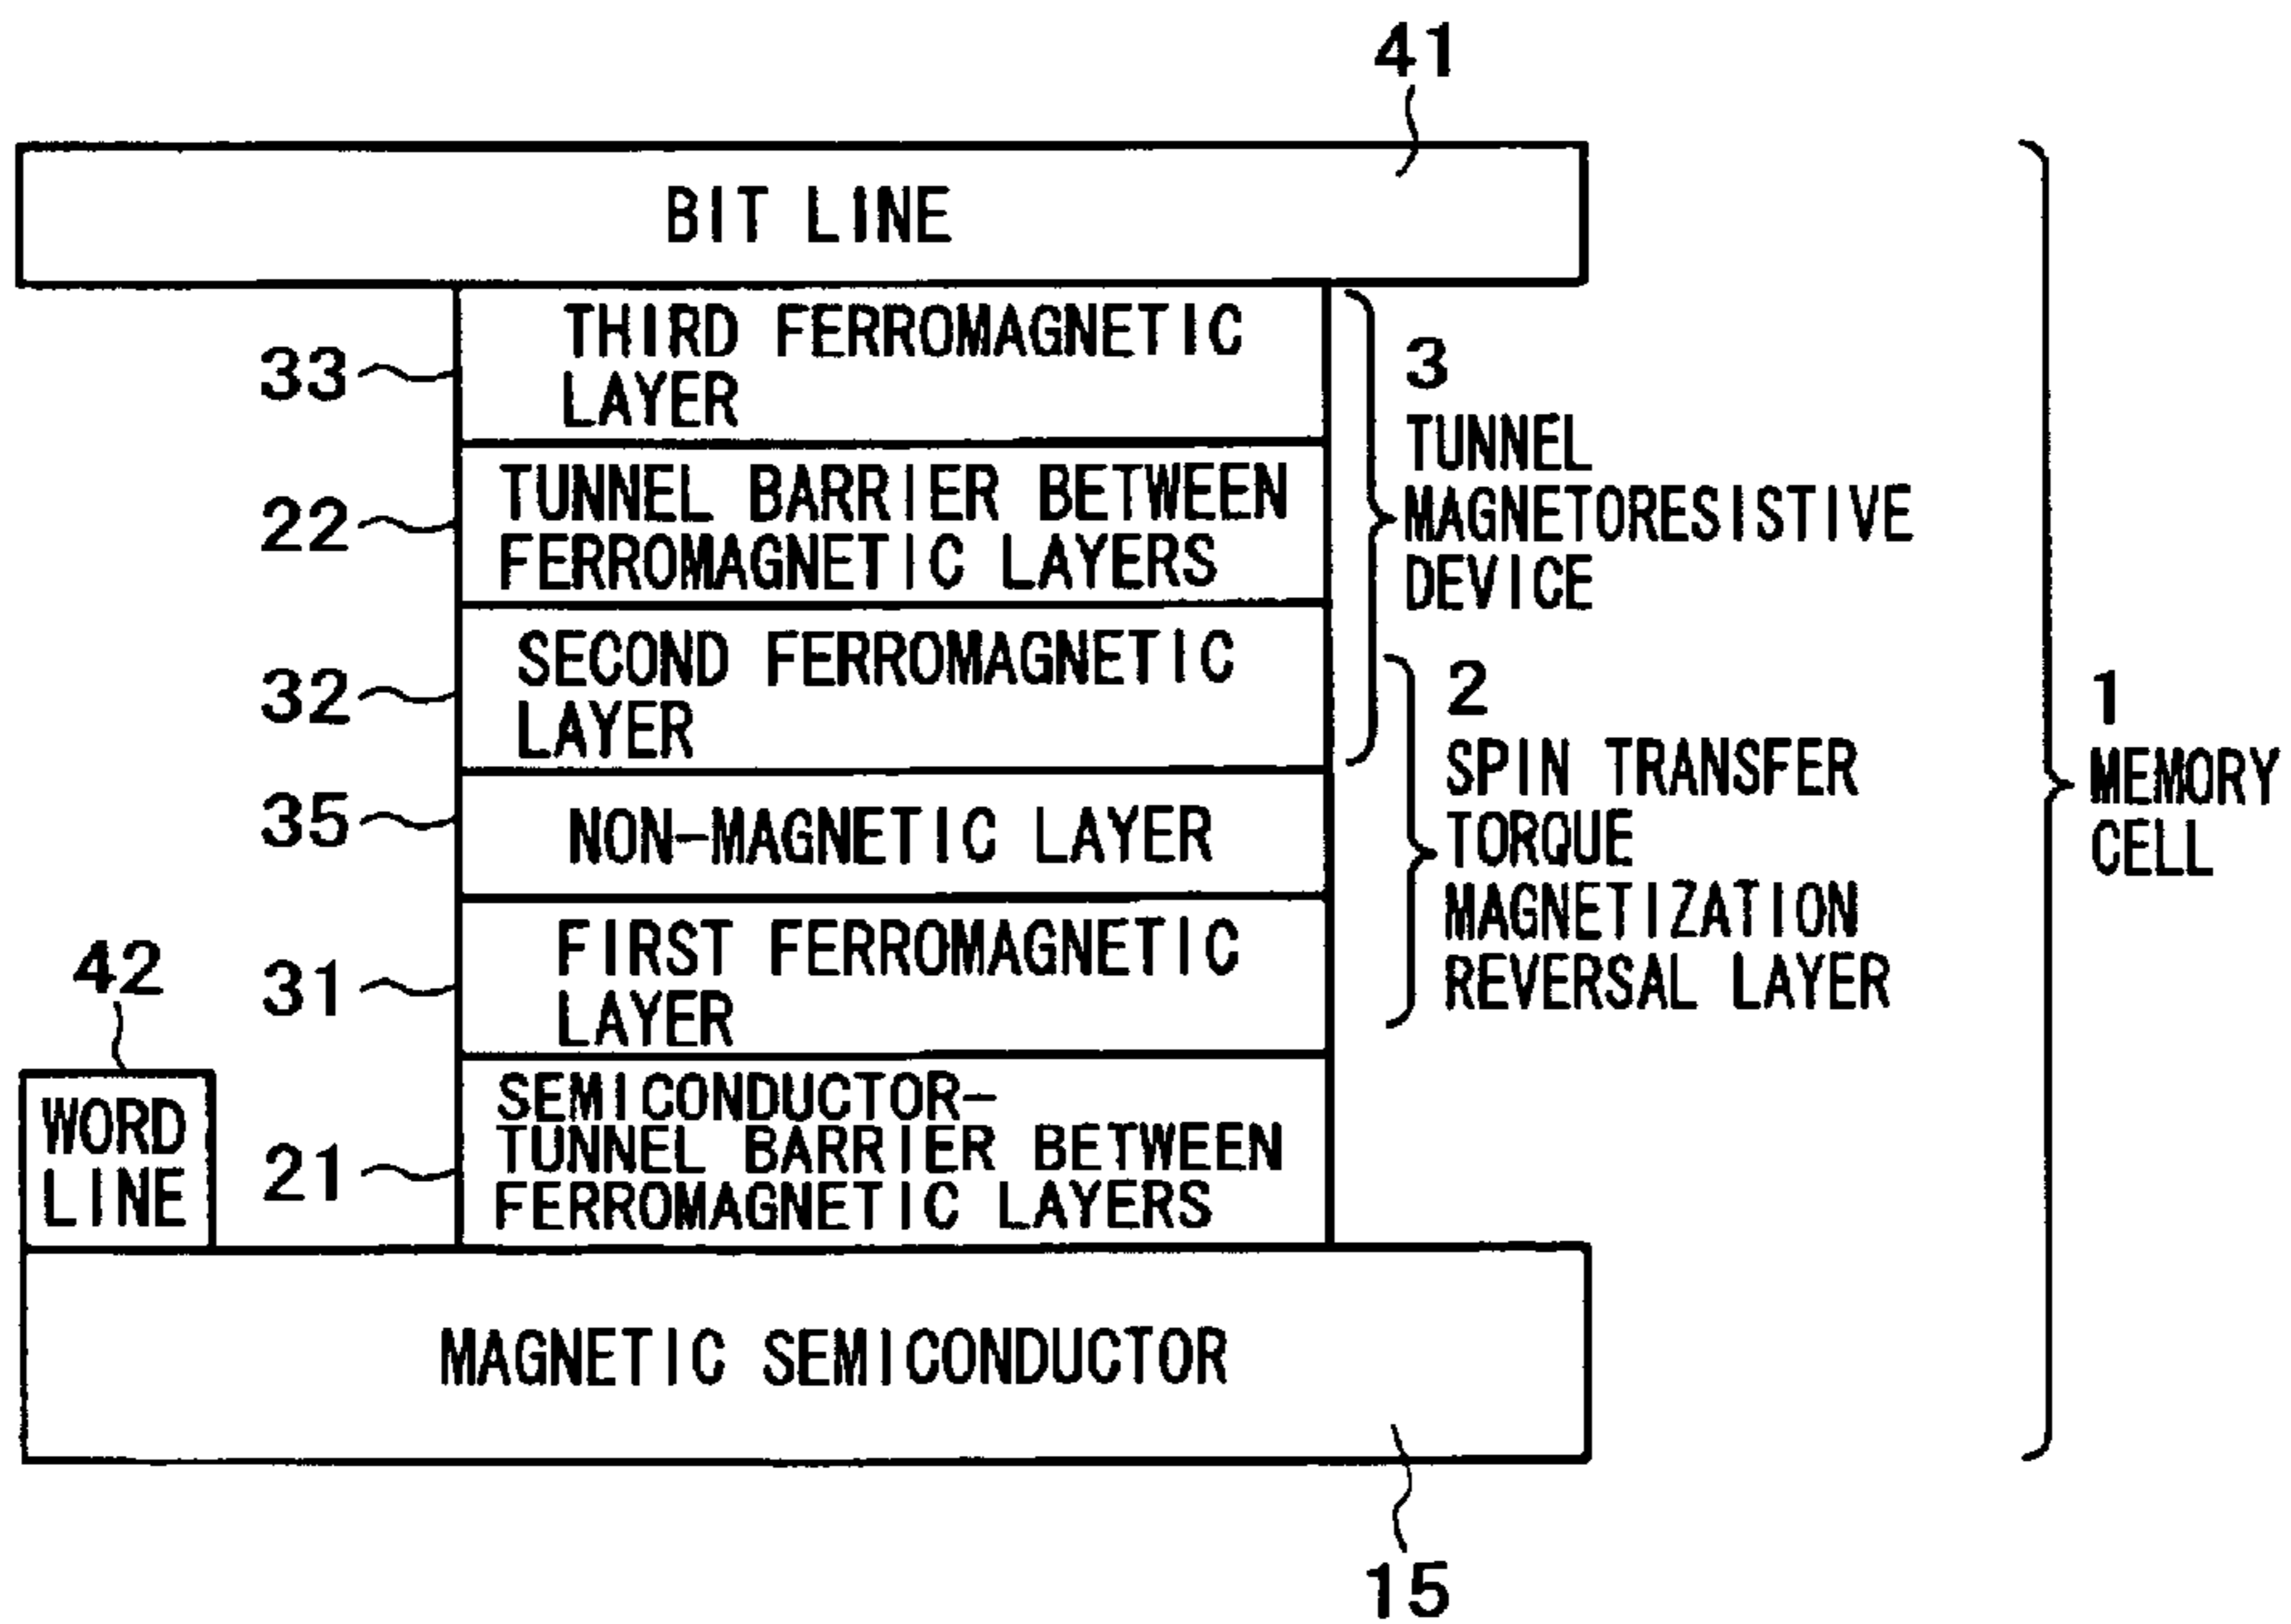 41
BIT LINE
33
THIRD FERROMAGNETIC
LAYER
22
TUNNEL BARRIER BETWEEN
FERROMAGNETIC LAYERS
3
TUNNEL
MAGNETORESISTIVE
DEVICE
32
SECOND FERROMAGNETIC
LAYER
35
NON-MAGNETIC LAYER
2
SPIN TRANSFER
TORQUE
MAGNETIZATION
REVERSAL LAYER
1
MEMORY
CELL
31
FIRST FERROMAGNETIC
LAYER
42
WORD
LINE
21
SEMICONDUCTOR-
TUNNEL BARRIER BETWEEN
FERROMAGNETIC LAYERS
MAGNETIC SEMICONDUCTOR
15